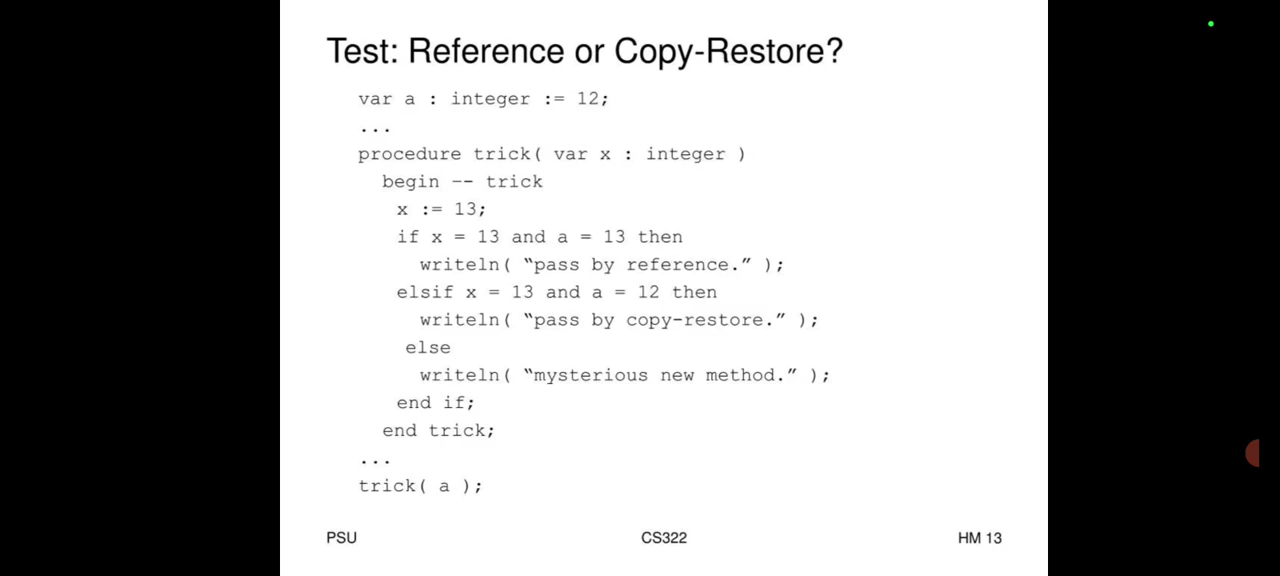 Test: Reference or Copy-Restore?
var a : integer := 12;
...
procedure trick( var x : integer )
begin -- trick
x := 13;
if x = 13 and a = 13 then
writeln( “pass by reference.” );
elsif x = 13 and a = 12 then
writeln( “pass by copy-restore.” );
else
writeln( “mysterious new method.” );
end if;
end trick;
...
trick( a );
PSU CS322 HM 13